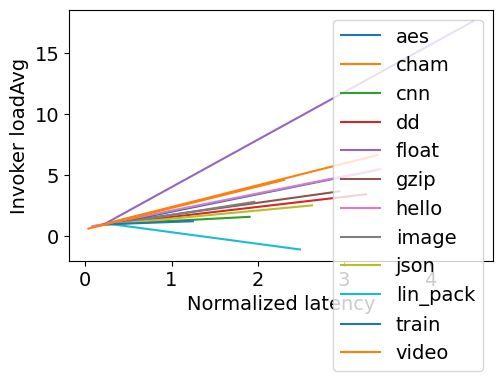 Invoker loadAvg
15
10
5
0
0
1
2
3
4
Normalized latency
aes
cham
cnn
dd
float
gzip
hello
image
json
lin_pack
train
video